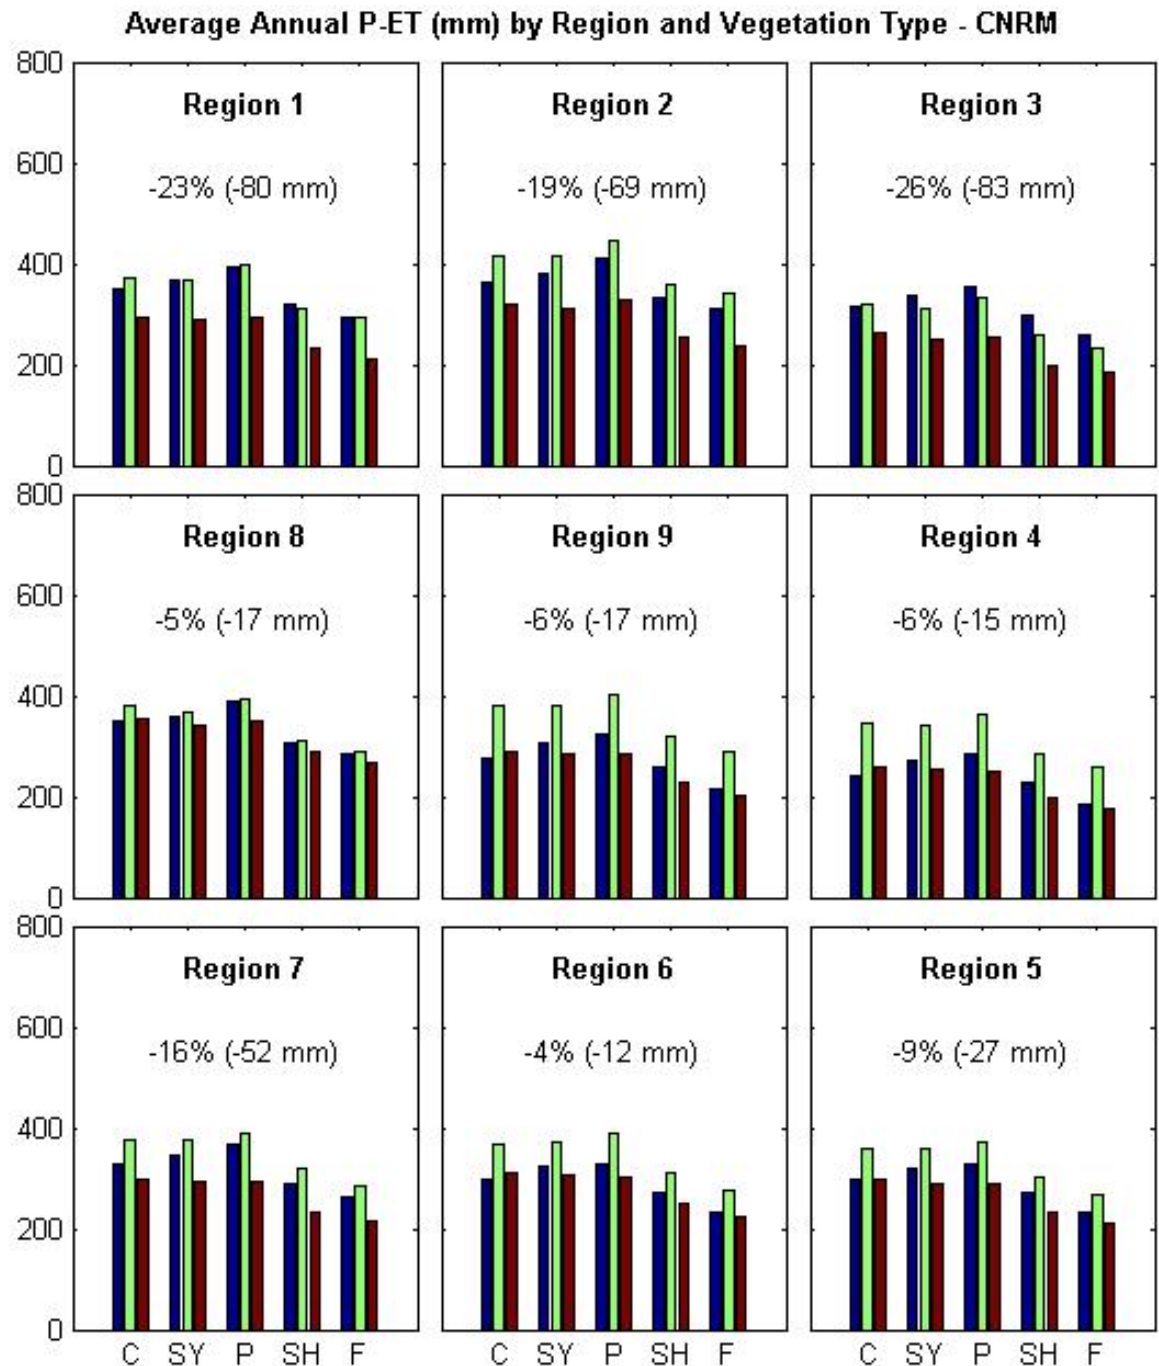 Average Annual P-ET (mm) by Region and Vegetation Type - CNRM
800
600
400
200
0
Region 1
-23% (-80 mm)
Region 2
-19% (-69 mm)
Region 3
-26% (-83 mm)
800
600
400
200
0
Region 8
-5% (-17 mm)
Region 9
-6% (-17 mm)
Region 4
-6% (-15 mm)
800
600
400
200
0
Region 7
-16% (-52 mm)
Region 6
-4% (-12 mm)
Region 5
-9% (-27 mm)
C SY P SH F
C SY P SH F
C SY P SH F